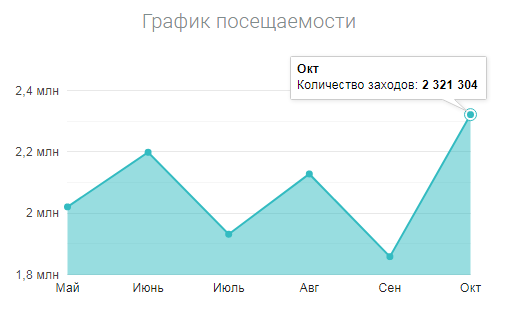 График посещаемости
Окт
Количество заходов: 2 321 304
2,4 млн
2,2 млн
2 млн
1,8 млн
Май Июнь Июль Авг Сен Окт